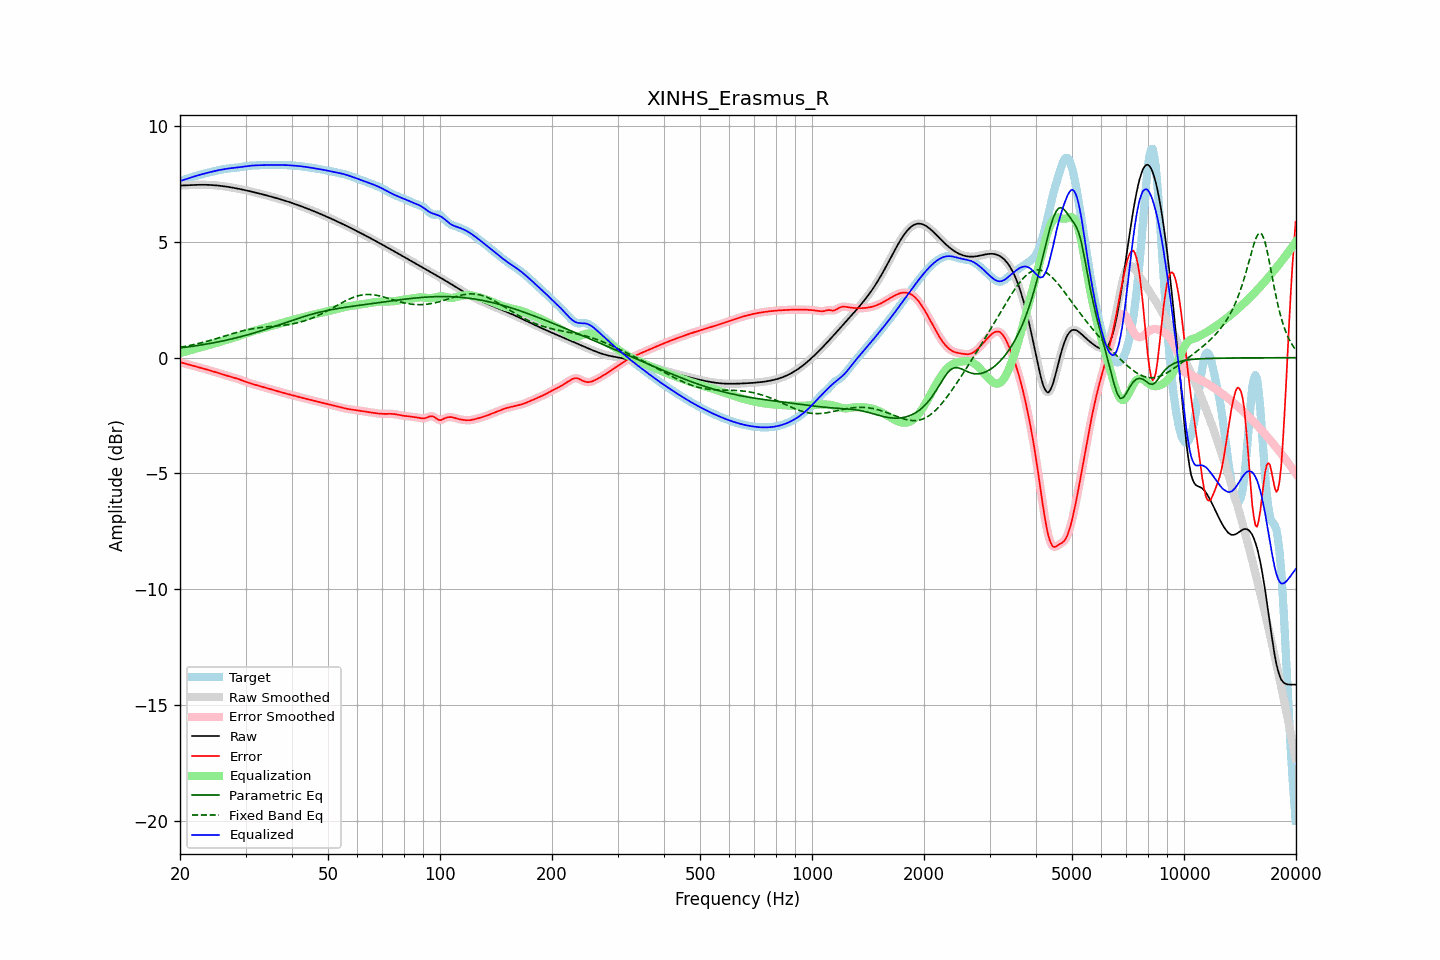 XINHS_Erasmus_R
10
5
0
−5
−10
−15
−20
Amplitude (dBr)
Target
Raw Smoothed
Error Smoothed
Raw
Error
Equalization
Parametric Eq
Fixed Band Eq
Equalized
20 50 100 200 500 1000 2000 5000 10000 20000
Frequency (Hz)